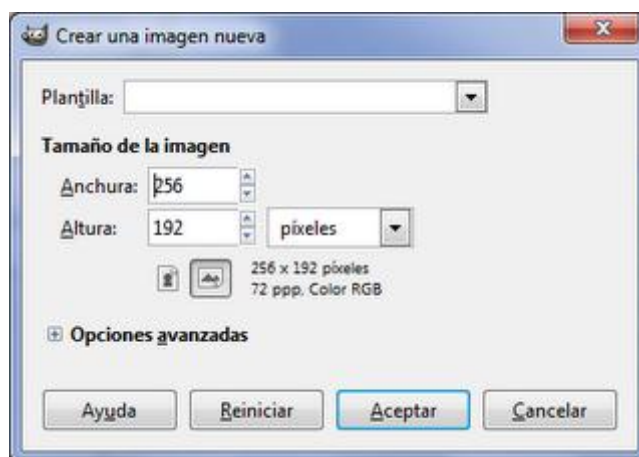 Crear una imagen nueva
Plantilla:
Tamaño de la imagen
Anchura: 256
Altura: 192 píxeles
256 x 192 píxeles
72 ppp, Color RGB
Opciones avanzadas
Ayuda Reiniciar Aceptar Cancelar